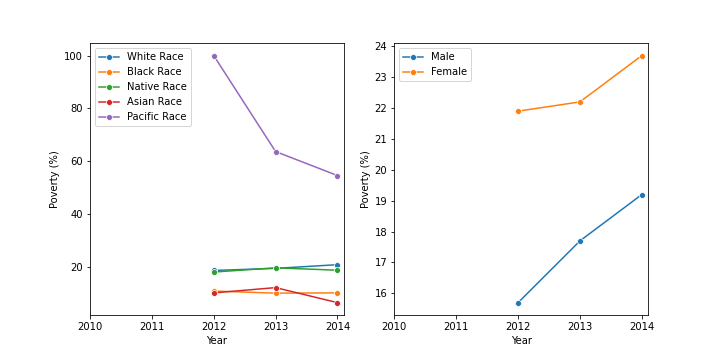 White Race
Black Race
Native Race
Asian Race
Pacific Race
100
80
60
40
20
Poverty (%)
2010 2011 2012 2013 2014
Year
Male
Female
24
23
22
21
20
19
18
17
16
Poverty (%)
2010 2011 2012 2013 2014
Year